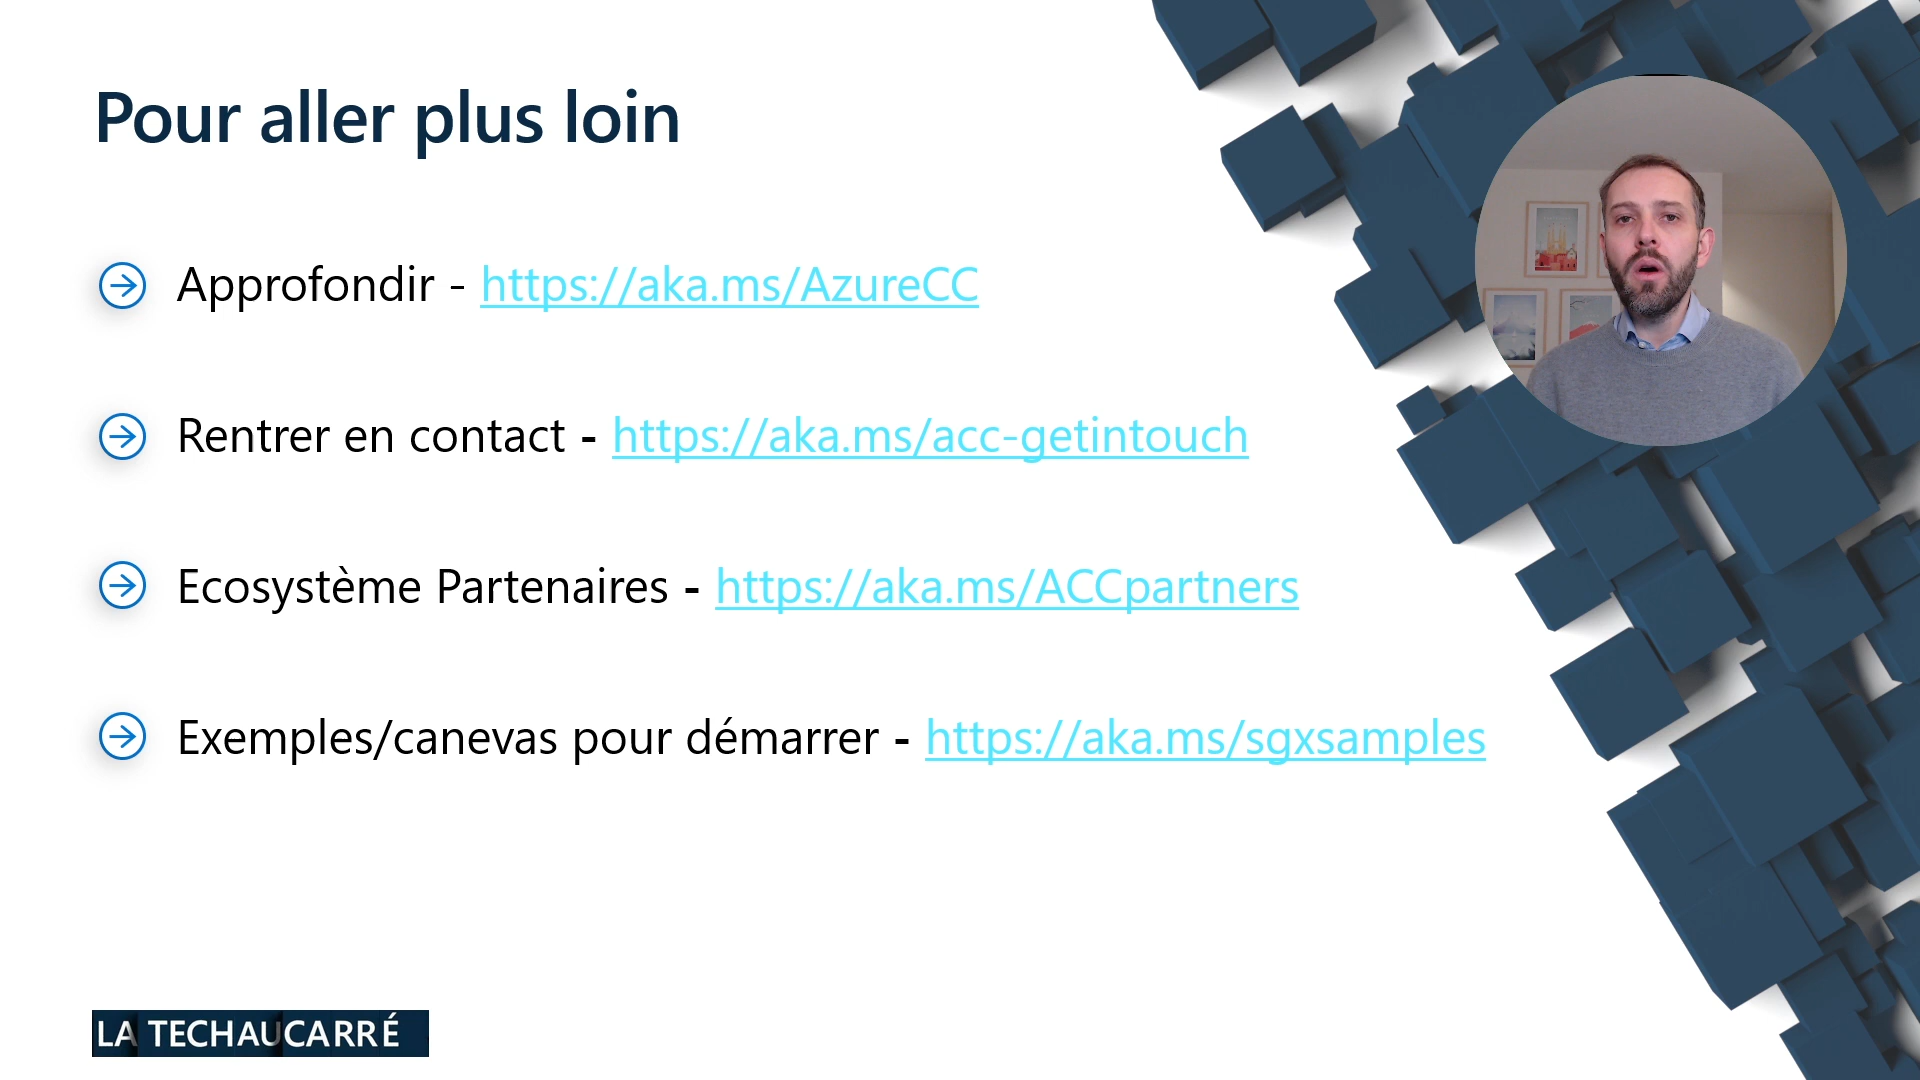 Pour aller plus loin
Approfondir - https://aka.ms/AzureCC
Rentrer en contact - https://aka.ms/acc-getintouch
Ecosystème Partenaires - https://aka.ms/ACCpartners
Exemples/canevas pour démarrer - https://aka.ms/sgxsamples
LA TECHAUCARRÉ